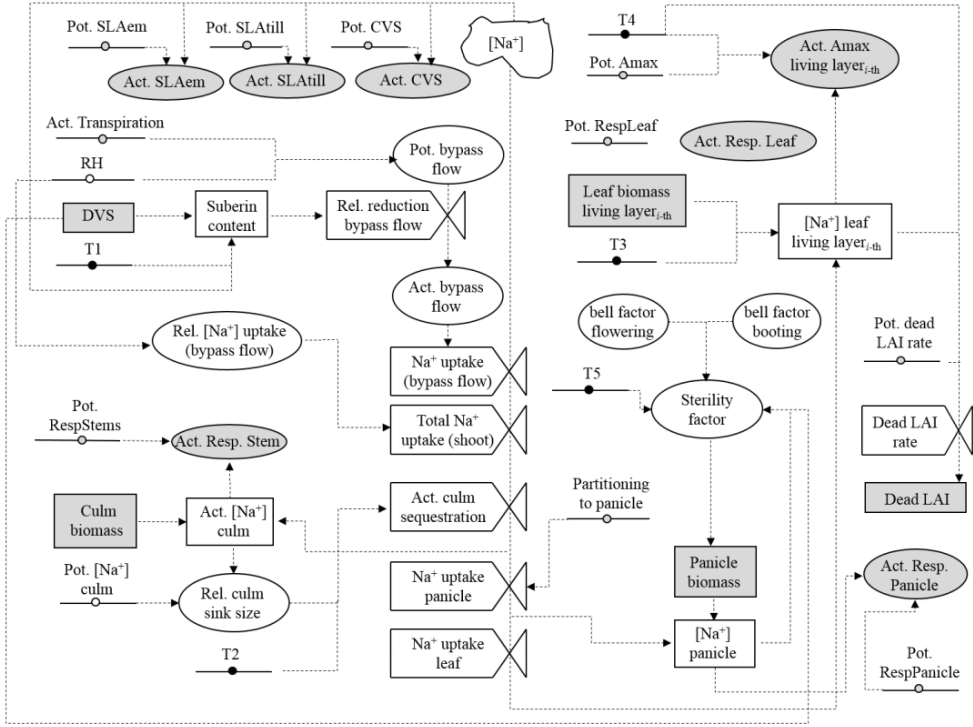 Pot. SLAem
Pot. SLAtill
Pot. CVS
[Na⁺]
T4
Pot. Amax
Act. Amax
living layerᵢ₋ₜₕ
Act. SLAem
Act. SLAtill
Act. CVS
Act. Transpiration
RH
Pot. bypass
flow
Pot. RespLeaf
Act. Resp. Leaf
DVS
Suberin
content
Rel. reduction
bypass flow
Leaf biomass
living layerᵢ₋ₜₕ
[Na⁺] leaf
living layerᵢ₋ₜₕ
T1
T3
Act. bypass
flow
Rel. [Na⁺] uptake
(bypass flow)
bell factor
flowering
bell factor
booting
Pot. dead
LAI rate
Na⁺ uptake
(bypass flow)
T5
Sterility
factor
Pot.
RespStems
Act. Resp. Stem
Total Na⁺
uptake (shoot)
Dead LAI
rate
Culm
biomass
Act. [Na⁺]
culm
Act. culm
sequestration
Partitioning
to panicle
Dead LAI
Pot. [Na⁺]
culm
Rel. culm
sink size
Na⁺ uptake
panicle
Panicle
biomass
Act. Resp.
Panicle
T2
Na⁺ uptake
leaf
[Na⁺]
panicle
Pot.
RespPanicle